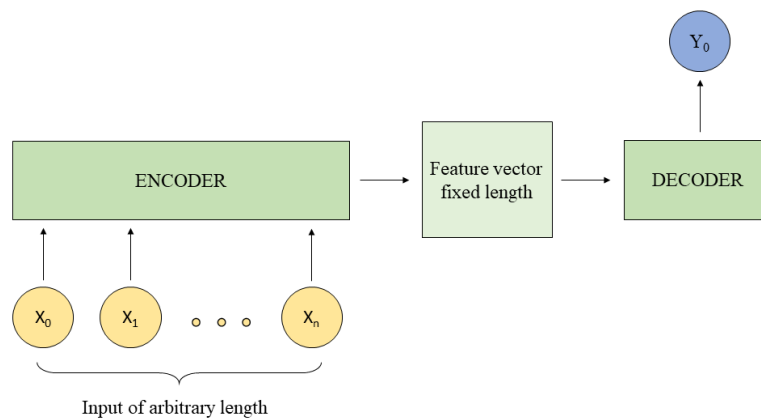 Y₀
ENCODER
Feature vector
fixed length
DECODER
X₀ X₁ Xₙ
Input of arbitrary length